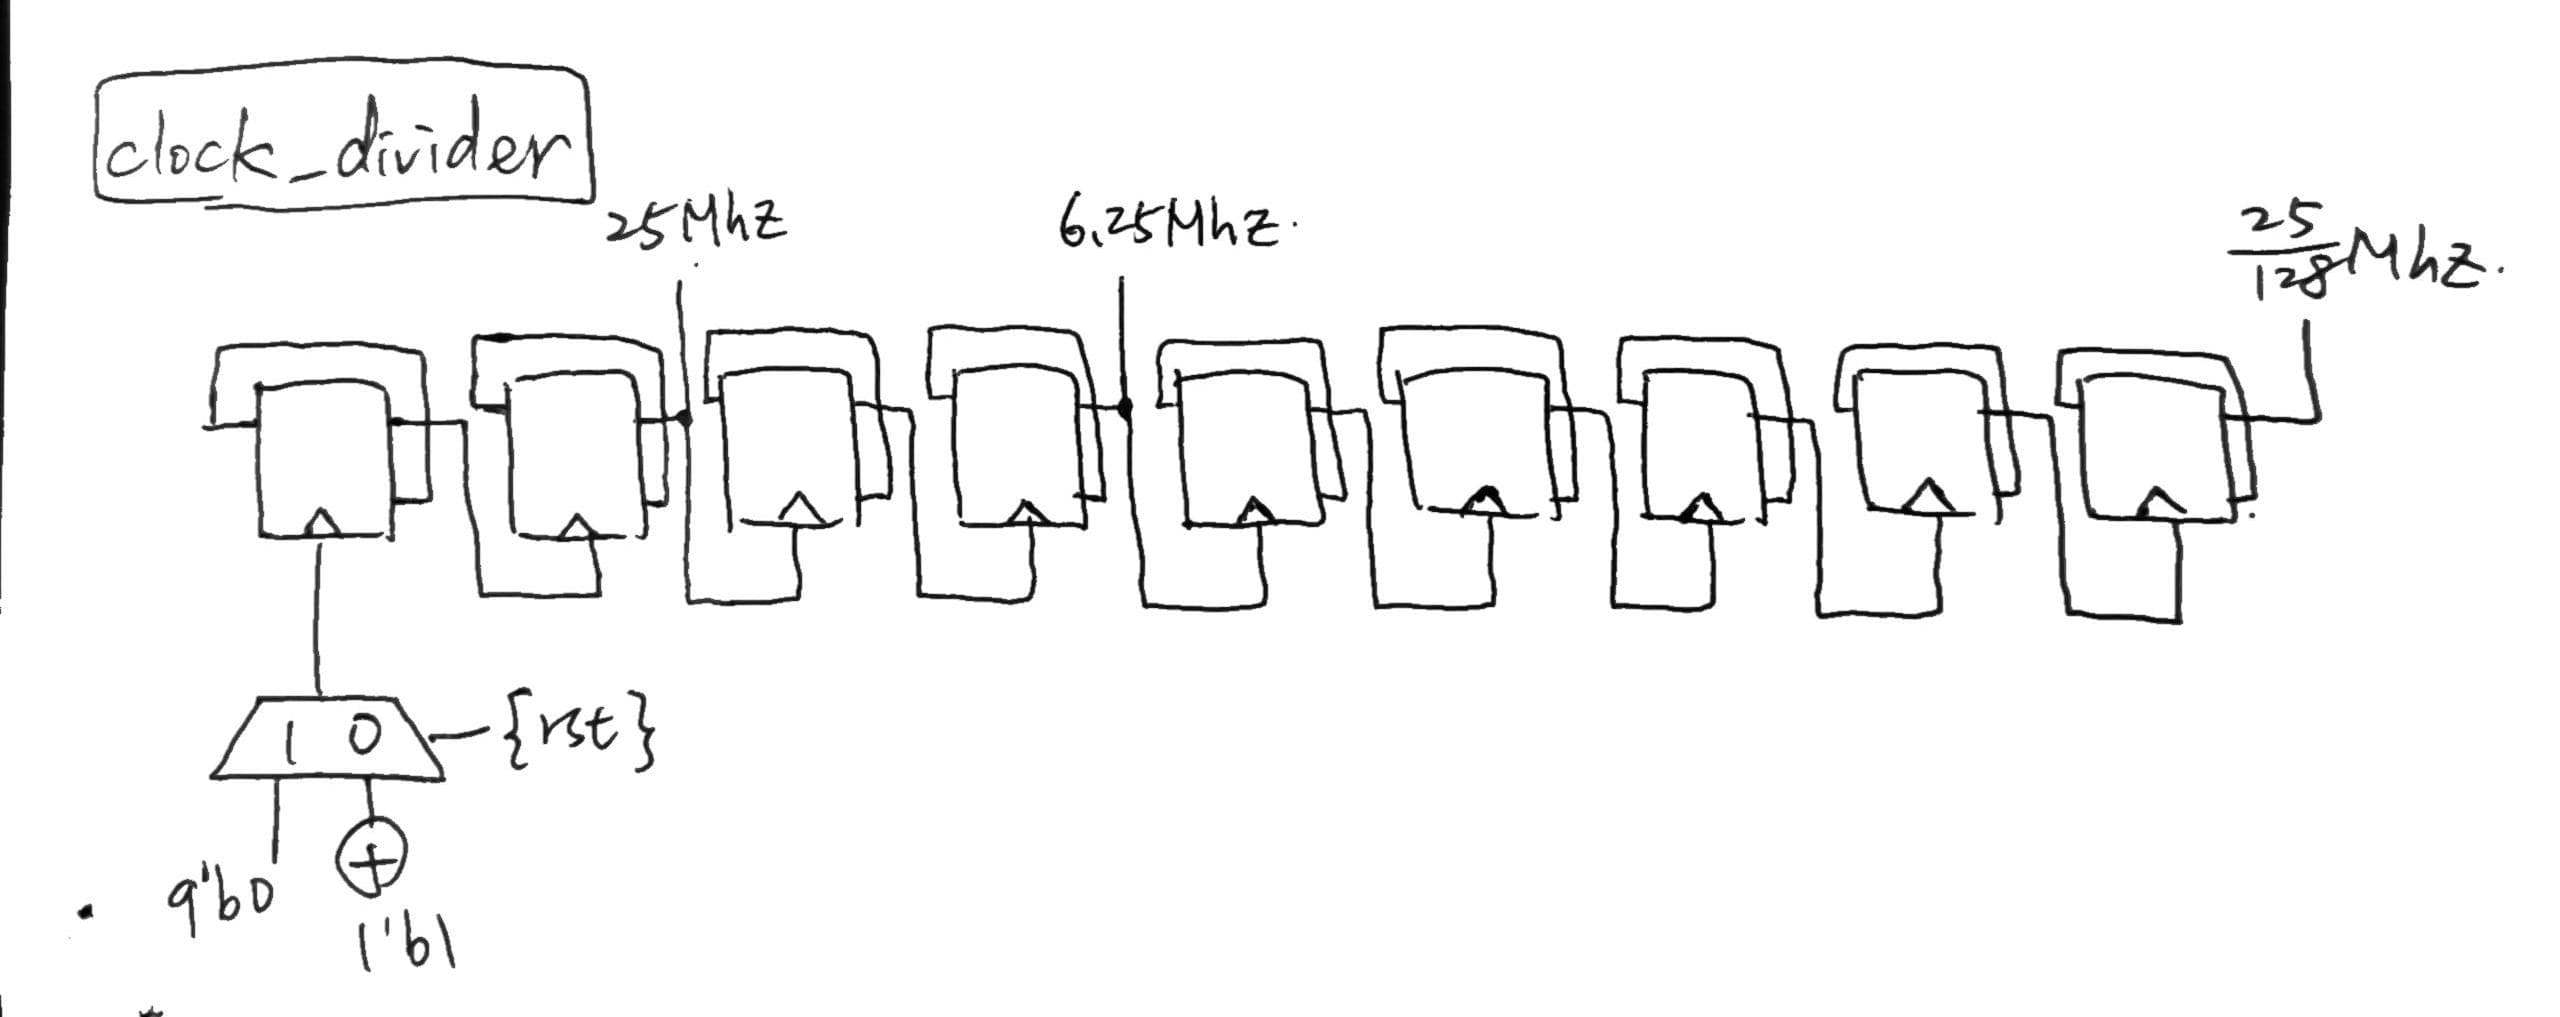 clock_divider
25Mhz
6.25Mhz.
25
128 Mhz.
1 0
{rst}
9'b0
1'b1